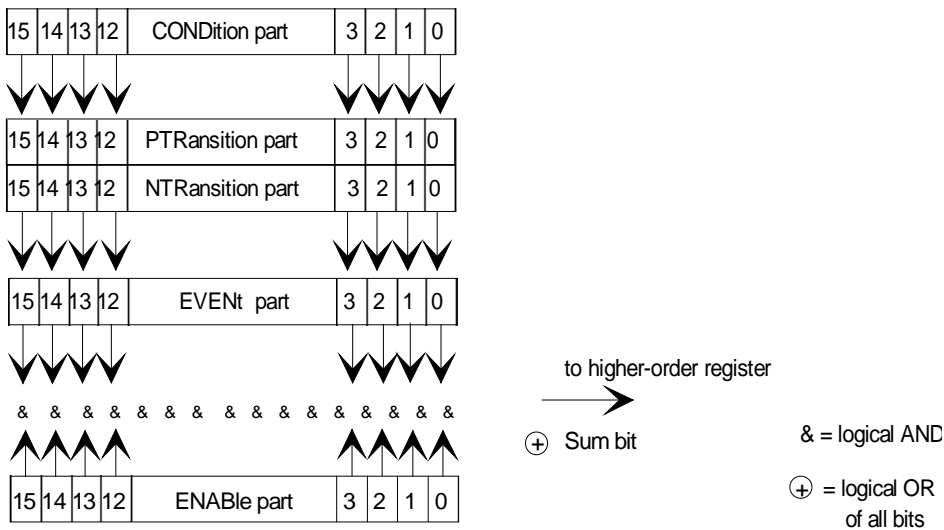 15 14 13 12 CONDition part 3 2 1 0
15 14 13 12 PTRansition part 3 2 1 0
15 14 13 12 NTRansition part 3 2 1 0
15 14 13 12 EVENt part 3 2 1 0
to higher-order register
& & & & & & & & & & & & & & & &
⊕ Sum bit
& = logical AND
15 14 13 12 ENABle part 3 2 1 0
⊕ = logical OR
of all bits